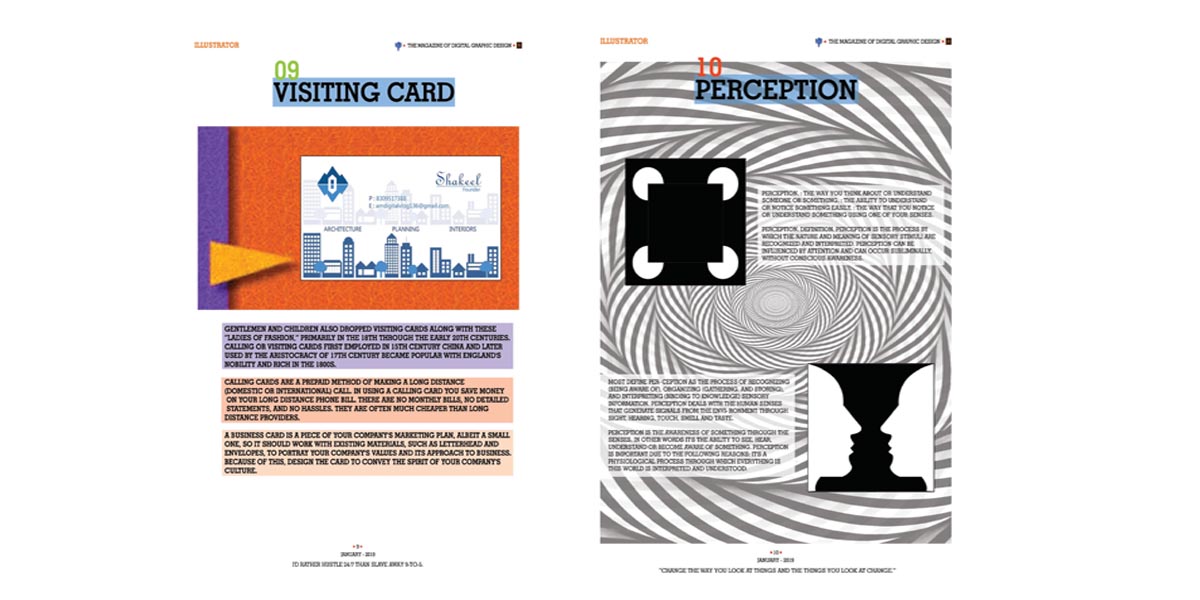 ILLUSTRATOR
THE MAGAZINE OF DIGITAL GRAPHIC DESIGN
09
VISITING CARD
Shakeel
Founder
P :
E :
ARCHITECTURE PLANNING INTERIORS
GENTLEMEN AND CHILDREN ALSO DROPPED VISITING CARDS ALONG WITH THESE
"LADIES OF FASHION," PRIMARILY IN THE 18TH THROUGH THE EARLY 20TH CENTURIES.
CALLING OR VISITING CARDS FIRST EMPLOYED IN 15TH CENTURY CHINA AND LATER
USED BY THE ARISTOCRACY OF 17TH CENTURY BECAME POPULAR WITH ENGLAND'S
NOBILITY AND RICH IN THE 1800S.
CALLING CARDS ARE A PREPAID METHOD OF MAKING A LONG DISTANCE
(DOMESTIC OR INTERNATIONAL) CALL. IN USING A CALLING CARD YOU SAVE MONEY
ON YOUR LONG DISTANCE PHONE BILL. THERE ARE NO MONTHLY BILLS, NO DETAILED
STATEMENTS, AND NO HASSLES. THEY ARE OFTEN MUCH CHEAPER THAN LONG
DISTANCE PROVIDERS.
A BUSINESS CARD IS A PIECE OF YOUR COMPANY'S MARKETING PLAN, ALBEIT A SMALL
ONE, SO IT SHOULD WORK WITH EXISTING MATERIALS, SUCH AS LETTERHEAD AND
ENVELOPES, TO PORTRAY YOUR COMPANY'S VALUES AND ITS APPROACH TO BUSINESS.
BECAUSE OF THIS, DESIGN THE CARD TO CONVEY THE SPIRIT OF YOUR COMPANY'S
CULTURE.
9
JANUARY - 2019
I'D RATHER HUSTLE 24/7 THAN SLAVE AWAY 9-TO-5.
ILLUSTRATOR
THE MAGAZINE OF DIGITAL GRAPHIC DESIGN
10
PERCEPTION
PERCEPTION. : THE WAY YOU THINK ABOUT OR UNDERSTAND
SOMEONE OR SOMETHING. : THE ABILITY TO UNDERSTAND
OR NOTICE SOMETHING EASILY. : THE WAY THAT YOU NOTICE
OR UNDERSTAND SOMETHING USING ONE OF YOUR SENSES.
PERCEPTION, DEFINITION. PERCEPTION IS THE PROCESS BY
WHICH THE NATURE AND MEANING OF SENSORY STIMULI ARE
RECOGNIZED AND INTERPRETED. PERCEPTION CAN BE
INFLUENCED BY ATTENTION AND CAN OCCUR SUBLIMINALLY,
WITHOUT CONSCIOUS AWARENESS.
MOST DEFINE PER-CEPTION AS THE PROCESS OF RECOGNIZING
(BEING AWARE OF), ORGANIZING (GATHERING, AND STORING),
AND INTERPRETING (BINDING TO KNOWLEDGE) SENSORY
INFORMATION. PERCEPTION DEALS WITH THE HUMAN SENSES
THAT GENERATE SIGNALS FROM THE ENVI- RONMENT THROUGH
SIGHT, HEARING, TOUCH, SMELL AND TASTE.
PERCEPTION IS THE AWARENESS OF SOMETHING THROUGH THE
SENSES. IN OTHER WORDS IT'S THE ABILITY TO SEE, HEAR,
UNDERSTAND OR BECOME AWARE OF SOMETHING. PERCEPTION
IS IMPORTANT DUE TO THE FOLLOWING REASONS: IT'S A
PHYSIOLOGICAL PROCESS THROUGH WHICH EVERYTHING IS
THIS WORLD IS INTERPRETED AND UNDERSTOOD.
10
JANUARY - 2019
"CHANGE THE WAY YOU LOOK AT THINGS AND THE THINGS YOU LOOK AT CHANGE."